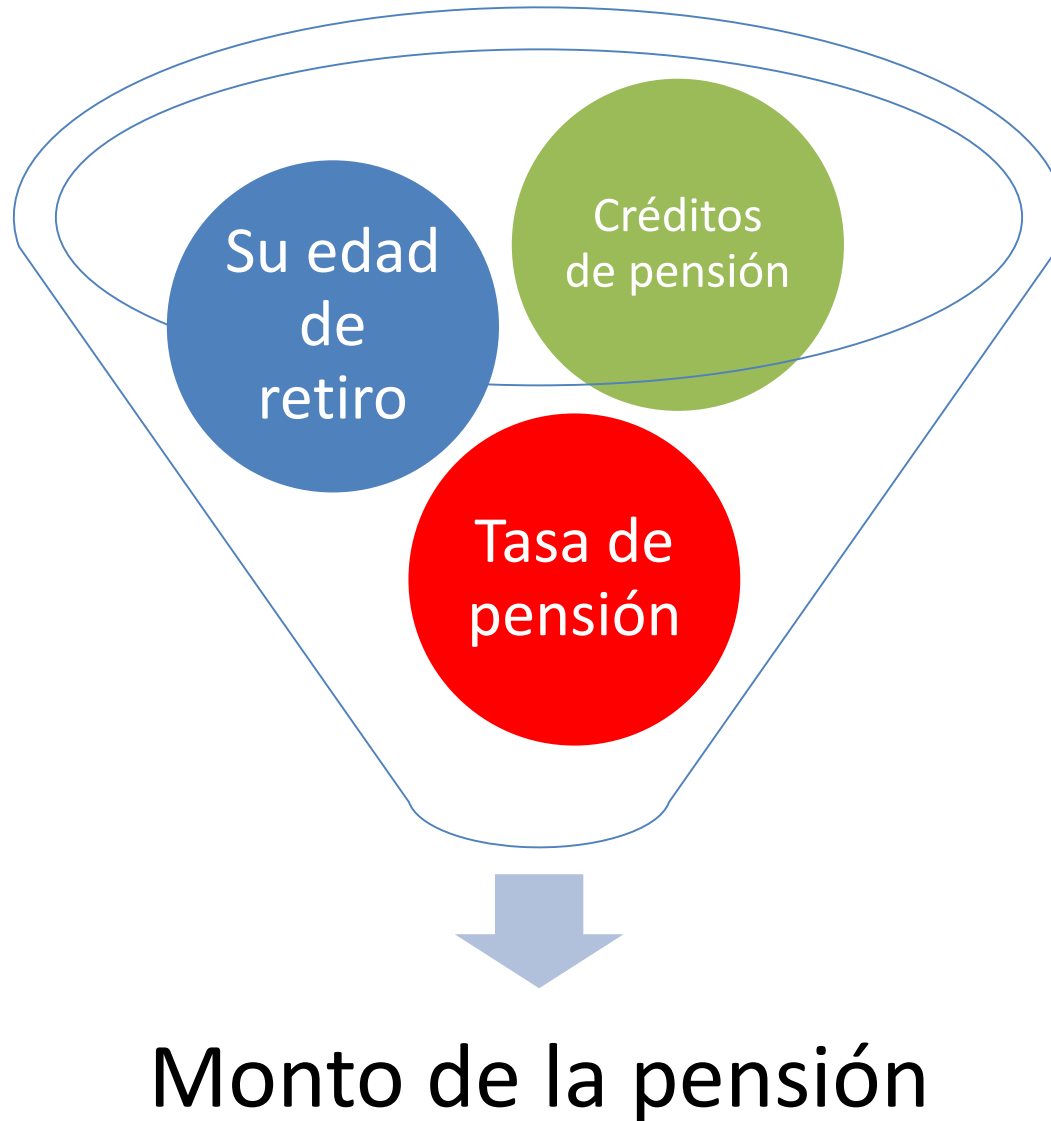 Su edad
de
retiro
Créditos
de pensión
Tasa de
pensión
Monto de la pensión